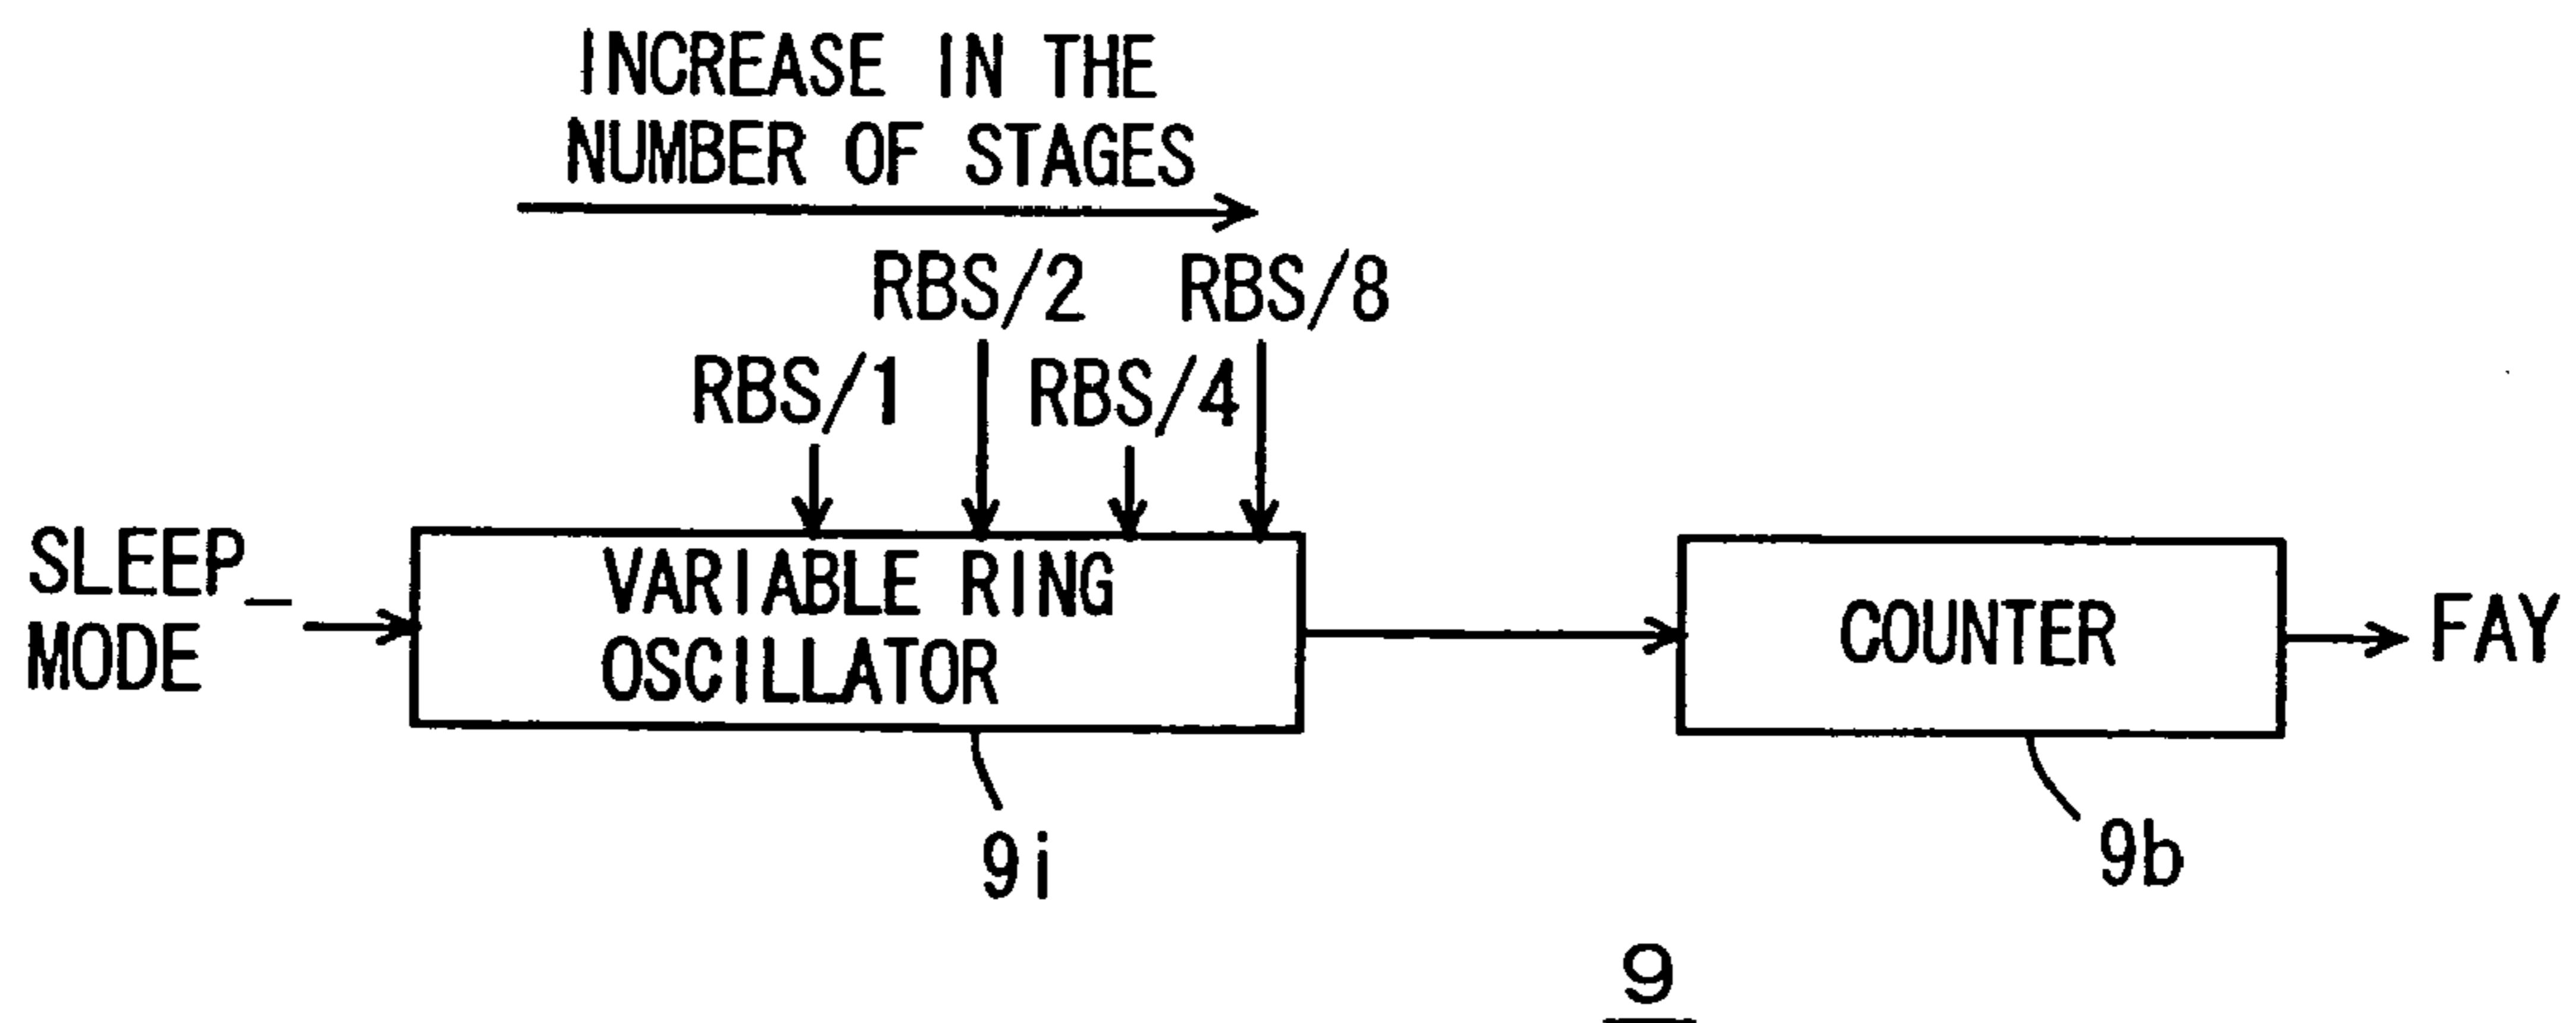 INCREASE IN THE
NUMBER OF STAGES
RBS/2 RBS/8
RBS/1 RBS/4
SLEEP_
MODE
VARIABLE RING
OSCILLATOR
COUNTER
FAY
9i
9b
9